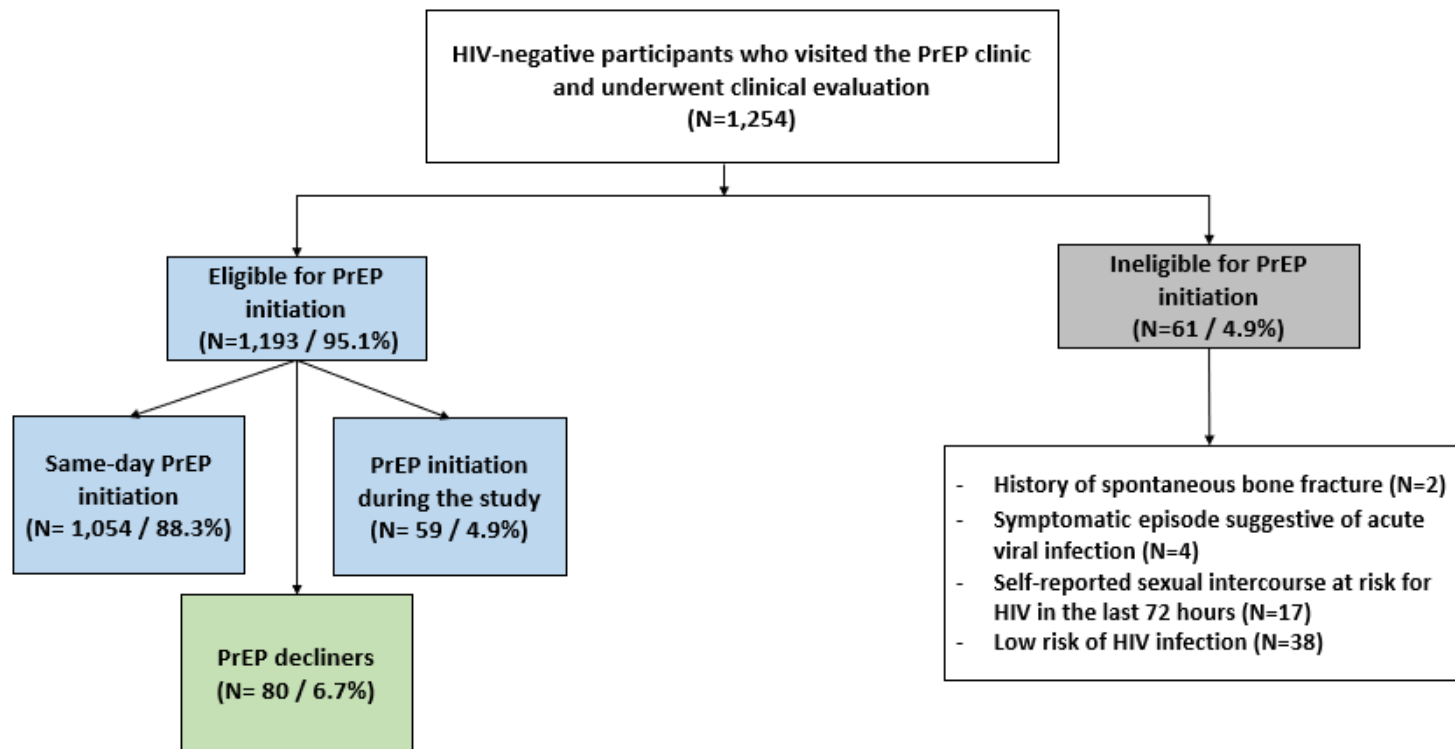 HIV-negative participants who visited the PrEP clinic
and underwent clinical evaluation
(N=1,254)
Eligible for PrEP
initiation
(N=1,193 / 95.1%)
Ineligible for PrEP
initiation
(N=61 / 4.9%)
Same-day PrEP
initiation
(N= 1,054 / 88.3%)
PrEP initiation
during the study
(N= 59 / 4.9%)
PrEP decliners
(N= 80 / 6.7%)
- History of spontaneous bone fracture (N=2)
- Symptomatic episode suggestive of acute
viral infection (N=4)
- Self-reported sexual intercourse at risk for
HIV in the last 72 hours (N=17)
- Low risk of HIV infection (N=38)